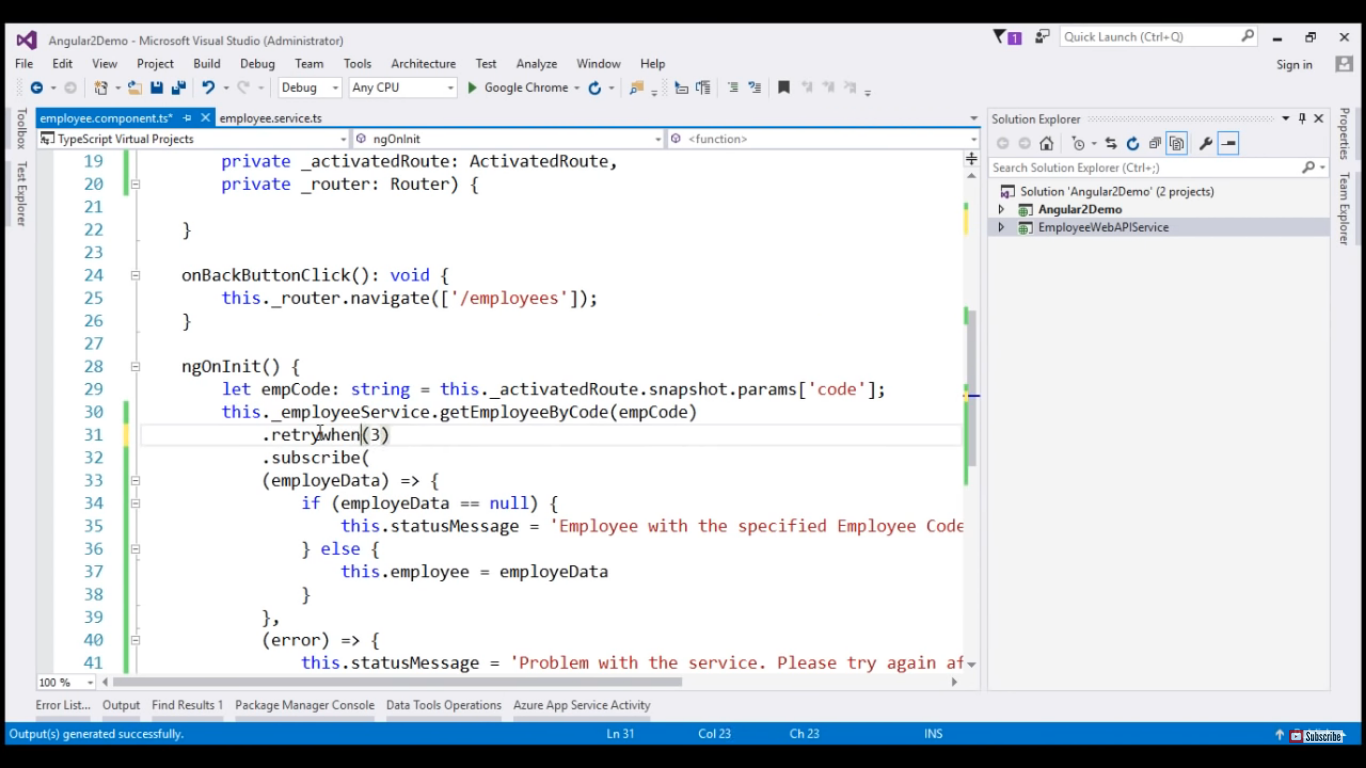 Angular2Demo - Microsoft Visual Studio (Administrator)
1
Quick Launch (Ctrl+Q)
File Edit View Project Build Debug Team Tools Architecture Test Analyze Window Help
Sign in
Debug Any CPU Google Chrome
employee.component.ts* employee.service.ts
TypeScript Virtual Projects ngOnInit <function>
Toolbox
Test Explorer
19 private _activatedRoute: ActivatedRoute,
20 private _router: Router) {
21
22 }
23
24 onBackButtonClick(): void {
25 this._router.navigate(['/employees']);
26 }
27
28 ngOnInit() {
29 let empCode: string = this._activatedRoute.snapshot.params['code'];
30 this._employeeService.getEmployeeByCode(empCode)
31 .retrywhen(3)
32 .subscribe(
33 (employeData) => {
34 if (employeData == null) {
35 this.statusMessage = 'Employee with the specified Employee Code
36 } else {
37 this.employee = employeData
38 }
39 },
40 (error) => {
41 this.statusMessage = 'Problem with the service. Please try again af
100 %
Solution Explorer
Search Solution Explorer (Ctrl+;)
Solution 'Angular2Demo' (2 projects)
Angular2Demo
EmployeeWebAPIService
Properties
Team Explorer
Error List... Output Find Results 1 Package Manager Console Data Tools Operations Azure App Service Activity
Output(s) generated successfully. Ln 31 Col 23 Ch 23 INS
Subscribe